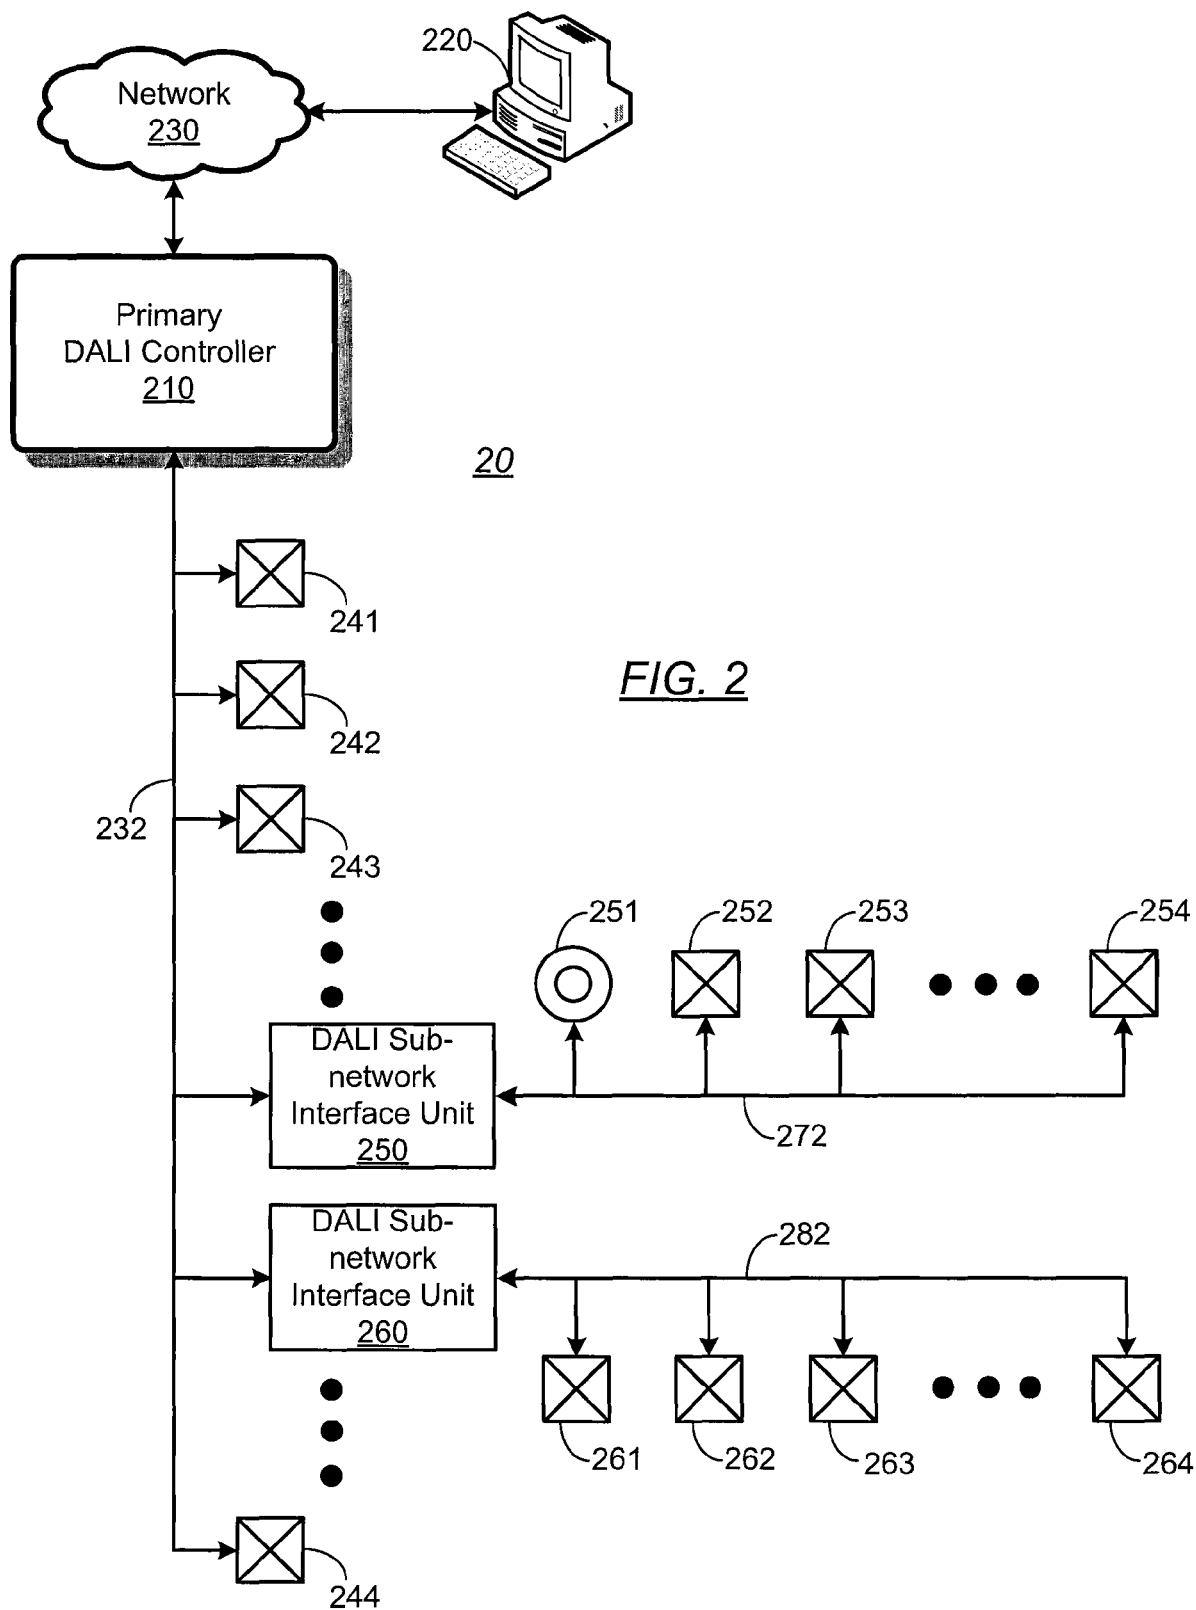 220
Network
230
Primary
DALI Controller
210
20
241
FIG. 2
242
232
243
251
252
253
254
DALI Sub-
network
Interface Unit
250
272
DALI Sub-
network
Interface Unit
260
282
261
262
263
264
244